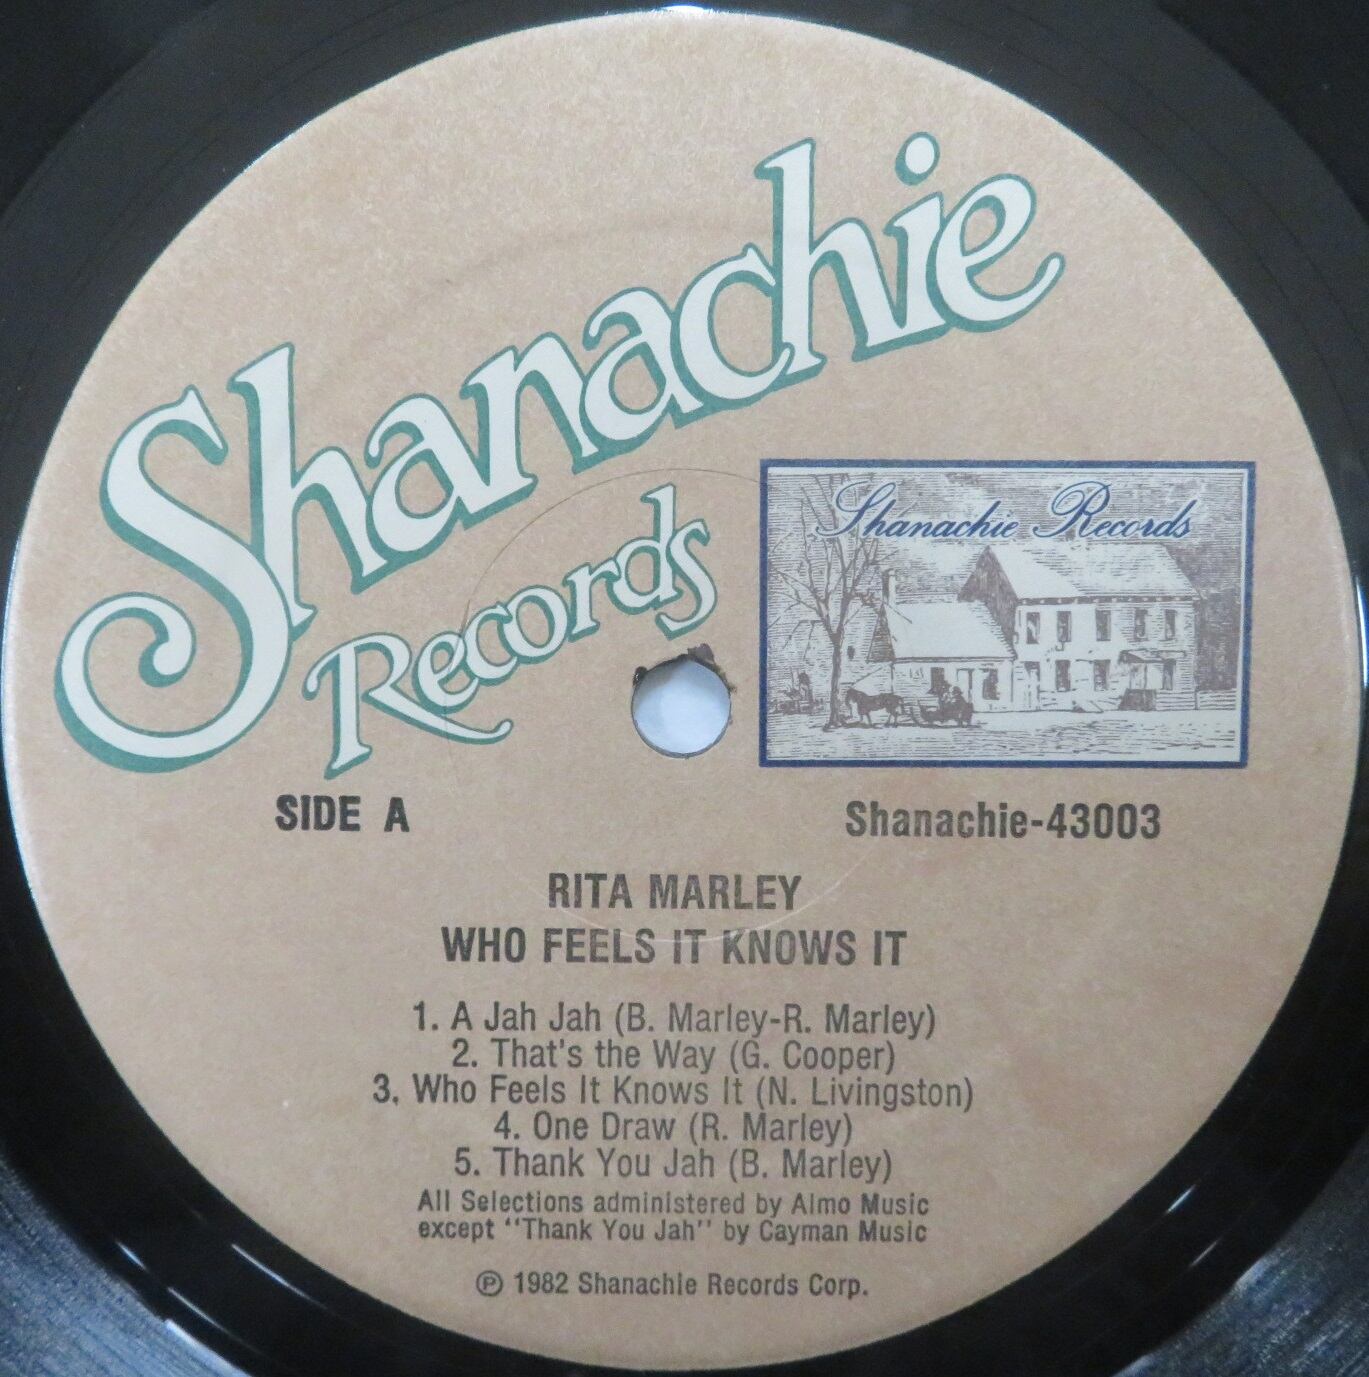 Shanachie
Records
Shanachie Records
SIDE A
Shanachie-43003
RITA MARLEY
WHO FEELS IT KNOWS IT
1. A Jah Jah (B. Marley-R. Marley)
2. That's the Way (G. Cooper)
3. Who Feels It Knows It (N. Livingston)
4. One Draw (R. Marley)
5. Thank You Jah (B. Marley)
All Selections administered by Almo Music
except "Thank You Jah" by Cayman Music
℗ 1982 Shanachie Records Corp.